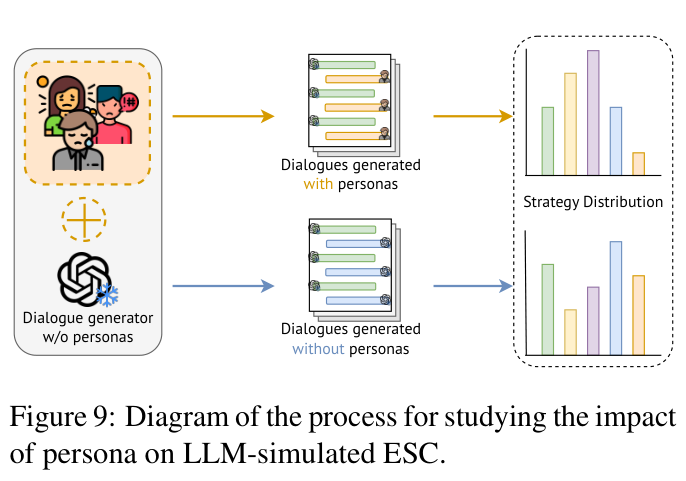 !#
Dialogues generated
with personas
Strategy Distribution
Dialogue generator
w/o personas
Dialogues generated
without personas
Figure 9: Diagram of the process for studying the impact
of persona on LLM-simulated ESC.